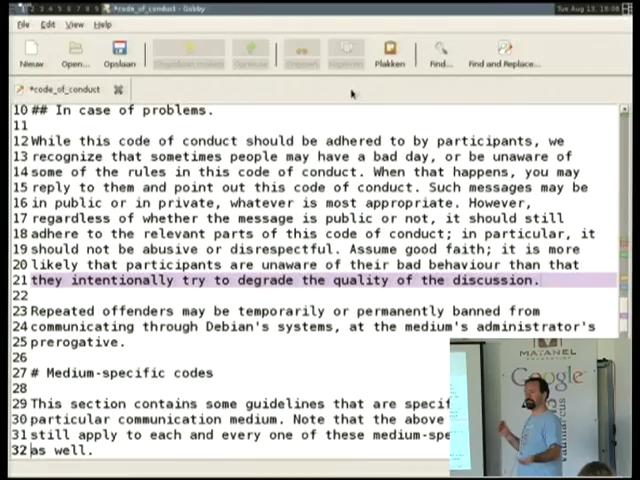 *code_of_conduct - Gobby
Tue Aug 13, 18:08
File Edit View Help
Nieuw Open... Opslaan Plakken Find... Find and Replace...
*code_of_conduct
10 ## In case of problems.
11
12 While this code of conduct should be adhered to by participants, we
13 recognize that sometimes people may have a bad day, or be unaware of
14 some of the rules in this code of conduct. When that happens, you may
15 reply to them and point out this code of conduct. Such messages may be
16 in public or in private, whatever is most appropriate. However,
17 regardless of whether the message is public or not, it should still
18 adhere to the relevant parts of this code of conduct; in particular, it
19 should not be abusive or disrespectful. Assume good faith; it is more
20 likely that participants are unaware of their bad behaviour than that
21 they intentionally try to degrade the quality of the discussion.
22
23 Repeated offenders may be temporarily or permanently banned from
24 communicating through Debian's systems, at the medium's administrator's
25 prerogative.
26
27 # Medium-specific codes
28
29 This section contains some guidelines that are specif
30 particular communication medium. Note that the above
31 still apply to each and every one of these medium-spe
32 as well.
MATANEL
Google